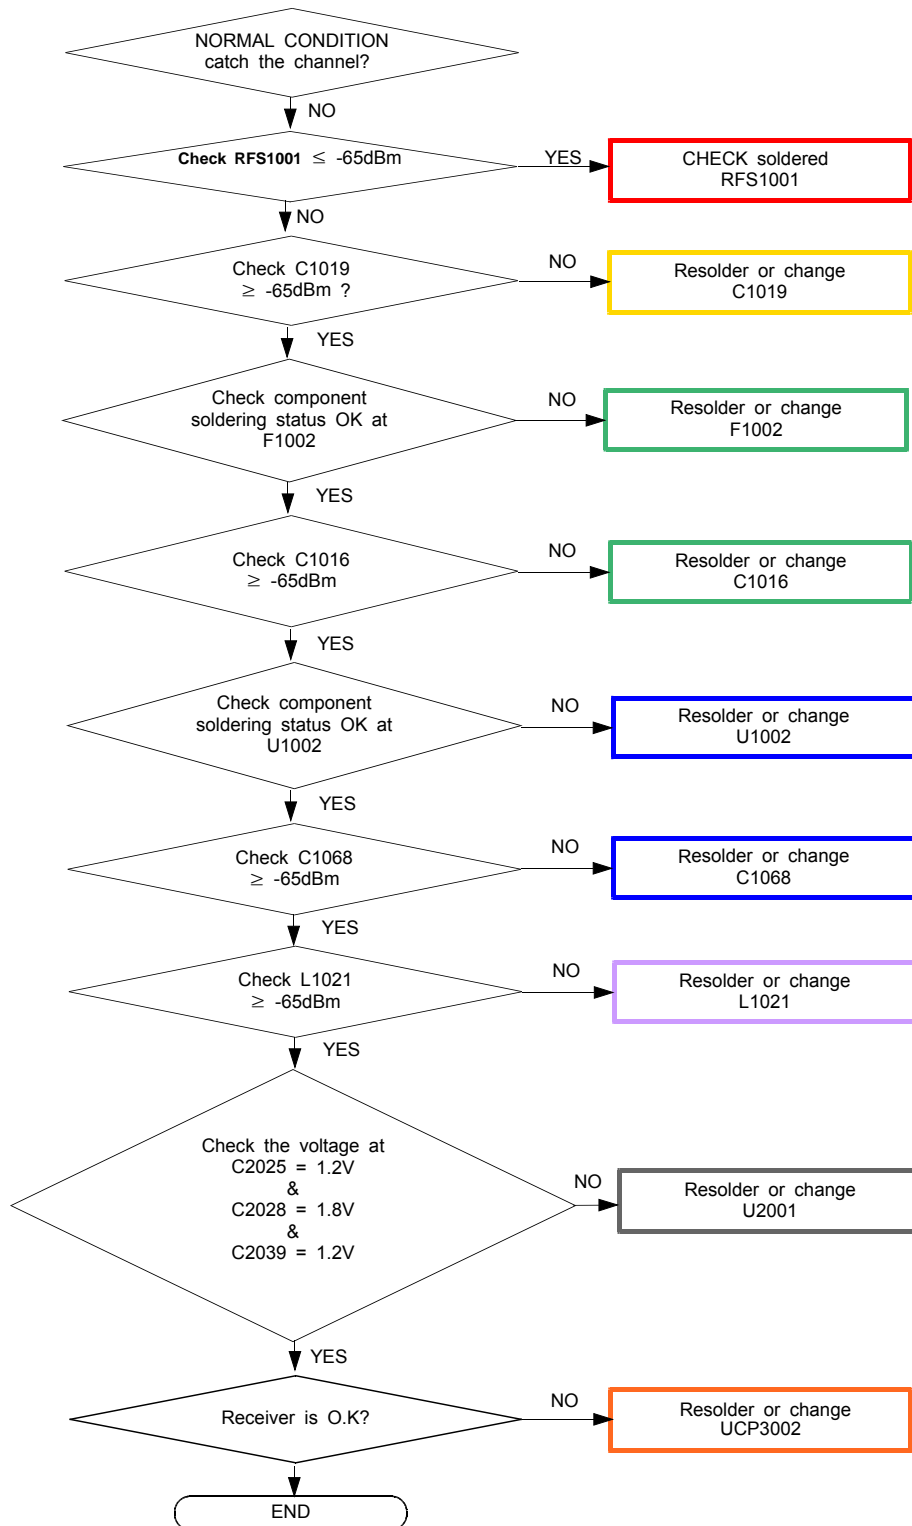 NORMAL CONDITION
catch the channel?
NO
Check RFS1001 ≤ -65dBm
YES
CHECK soldered
RFS1001
NO
Check C1019
≥ -65dBm ?
NO
Resolder or change
C1019
YES
Check component
soldering status OK at
F1002
NO
Resolder or change
F1002
YES
Check C1016
≥ -65dBm
NO
Resolder or change
C1016
YES
Check component
soldering status OK at
U1002
NO
Resolder or change
U1002
YES
Check C1068
≥ -65dBm
NO
Resolder or change
C1068
YES
Check L1021
≥ -65dBm
NO
Resolder or change
L1021
YES
Check the voltage at
C2025 = 1.2V
&
C2028 = 1.8V
&
C2039 = 1.2V
NO
Resolder or change
U2001
YES
Receiver is O.K?
NO
Resolder or change
UCP3002
END